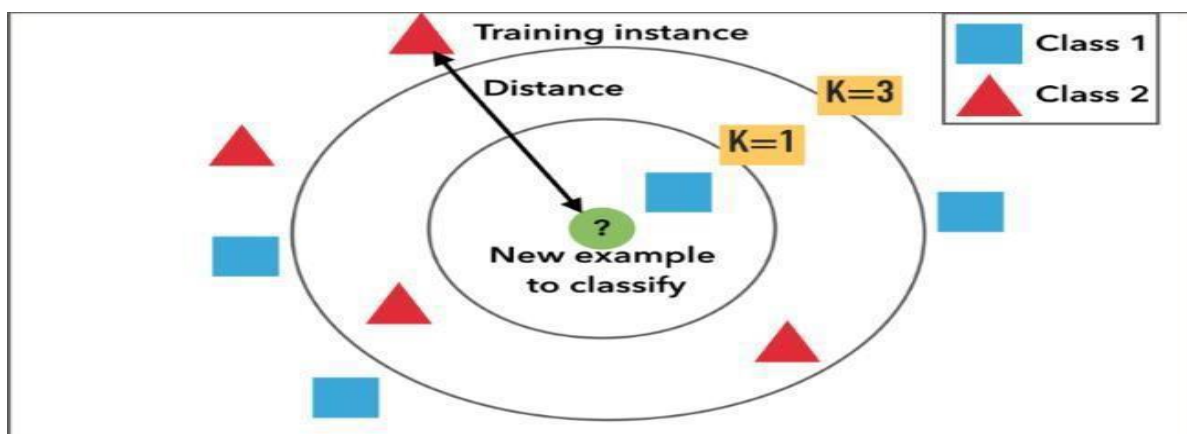 Training instance
Distance
K=3
K=1
?
New example
to classify
Class 1
Class 2